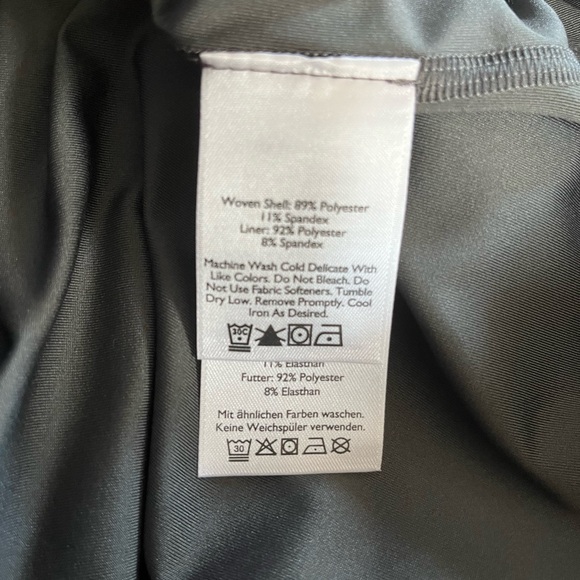 Woven Shell: 89% Polyester
11% Spandex
Liner: 92% Polyester
8% Spandex
Machine Wash Cold Delicate With
Like Colors. Do Not Bleach. Do
Not Use Fabric Softeners. Tumble
Dry Low. Remove Promptly. Cool
Iron As Desired.
30C
11% Elasthan
Futter: 92% Polyester
8% Elasthan
Mit ähnlichen Farben waschen.
Keine Weichspüler verwenden.
30